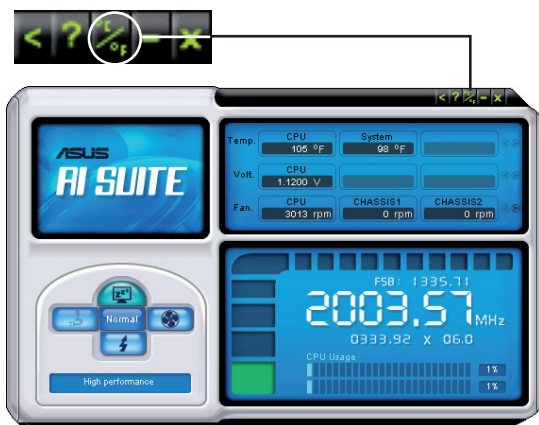 < ? °F/°F - x
< ? °F/°F - x
ASUS
AI SUITE
Temp. CPU 105 °F System 98 °F
Volt. CPU 1.1200 V
Fan. CPU 3013 rpm CHASSIS1 0 rpm CHASSIS2 0 rpm
FSB: 1335.71
2003.57 MHz
0333.92 x 06.0
CPU Usage
1%
1%
zzz
Normal
High performance